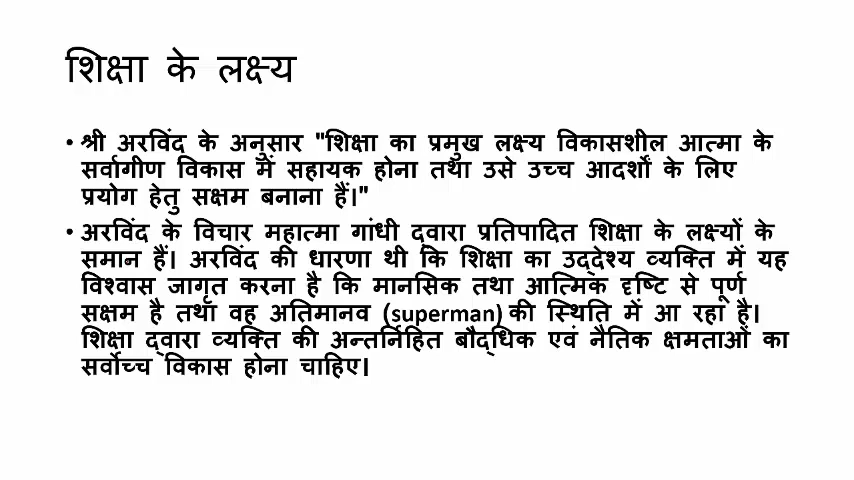 शिक्षा के लक्ष्य
• श्री अरविंद के अनुसार "शिक्षा का प्रमुख लक्ष्य विकासशील आत्मा के
सर्वागीण विकास में सहायक होना तथा उसे उच्च आदर्शों के लिए
प्रयोग हेतु सक्षम बनाना हैं।"
• अरविंद के विचार महात्मा गांधी द्वारा प्रतिपादित शिक्षा के लक्ष्यों के
समान हैं। अरविंद की धारणा थी कि शिक्षा का उद्देश्य व्यक्ति में यह
विश्वास जागृत करना है कि मानसिक तथा आत्मिक दृष्टि से पूर्ण
सक्षम है तथा वह अतिमानव (superman) की स्थिति में आ रहा है।
शिक्षा द्वारा व्यक्ति की अन्तर्निहित बौद्धिक एवं नैतिक क्षमताओं का
सर्वोच्च विकास होना चाहिए।